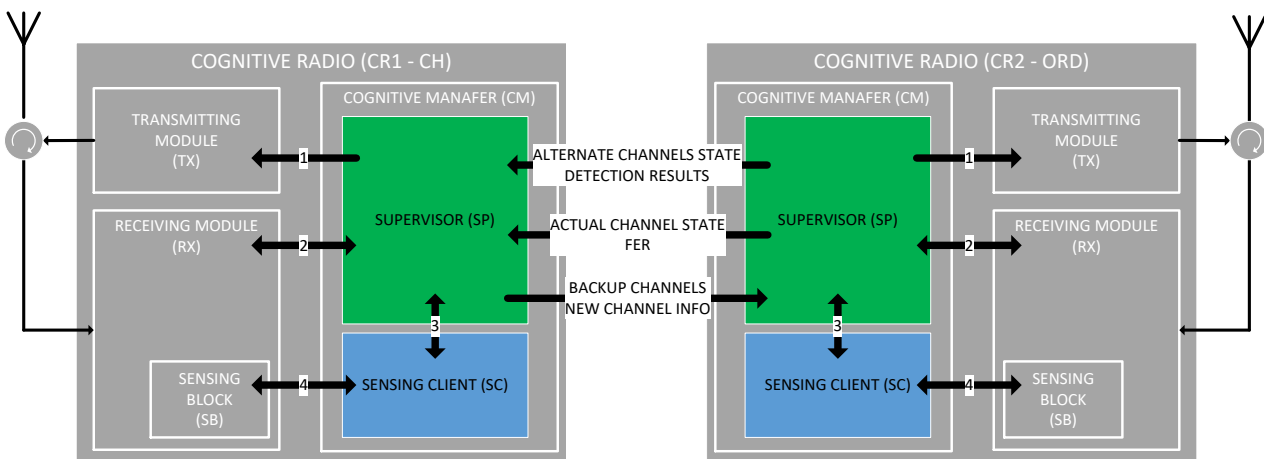 COGNITIVE RADIO (CR1 - CH)
TRANSMITTING
MODULE
(TX)
RECEIVING MODULE
(RX)
SENSING
BLOCK
(SB)
1
2
3
4
COGNITIVE MANAFER (CM)
SUPERVISOR (SP)
SENSING CLIENT (SC)
ALTERNATE CHANNELS STATE
DETECTION RESULTS
ACTUAL CHANNEL STATE
FER
BACKUP CHANNELS
NEW CHANNEL INFO
COGNITIVE RADIO (CR2 - ORD)
COGNITIVE MANAFER (CM)
SUPERVISOR (SP)
SENSING CLIENT (SC)
1
2
3
4
TRANSMITTING
MODULE
(TX)
RECEIVING MODULE
(RX)
SENSING
BLOCK
(SB)